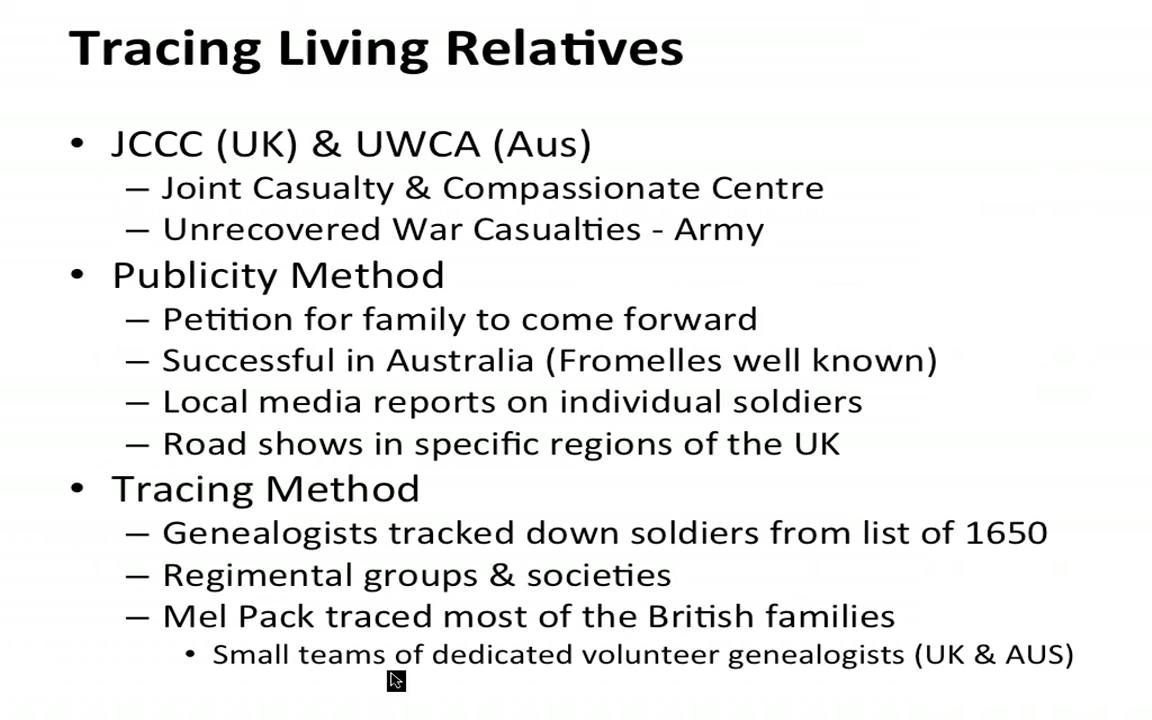 Tracing Living Relatives
• JCCC (UK) & UWCA (Aus)
– Joint Casualty & Compassionate Centre
– Unrecovered War Casualties - Army
• Publicity Method
– Petition for family to come forward
– Successful in Australia (Fromelles well known)
– Local media reports on individual soldiers
– Road shows in specific regions of the UK
• Tracing Method
– Genealogists tracked down soldiers from list of 1650
– Regimental groups & societies
– Mel Pack traced most of the British families
• Small teams of dedicated volunteer genealogists (UK & AUS)